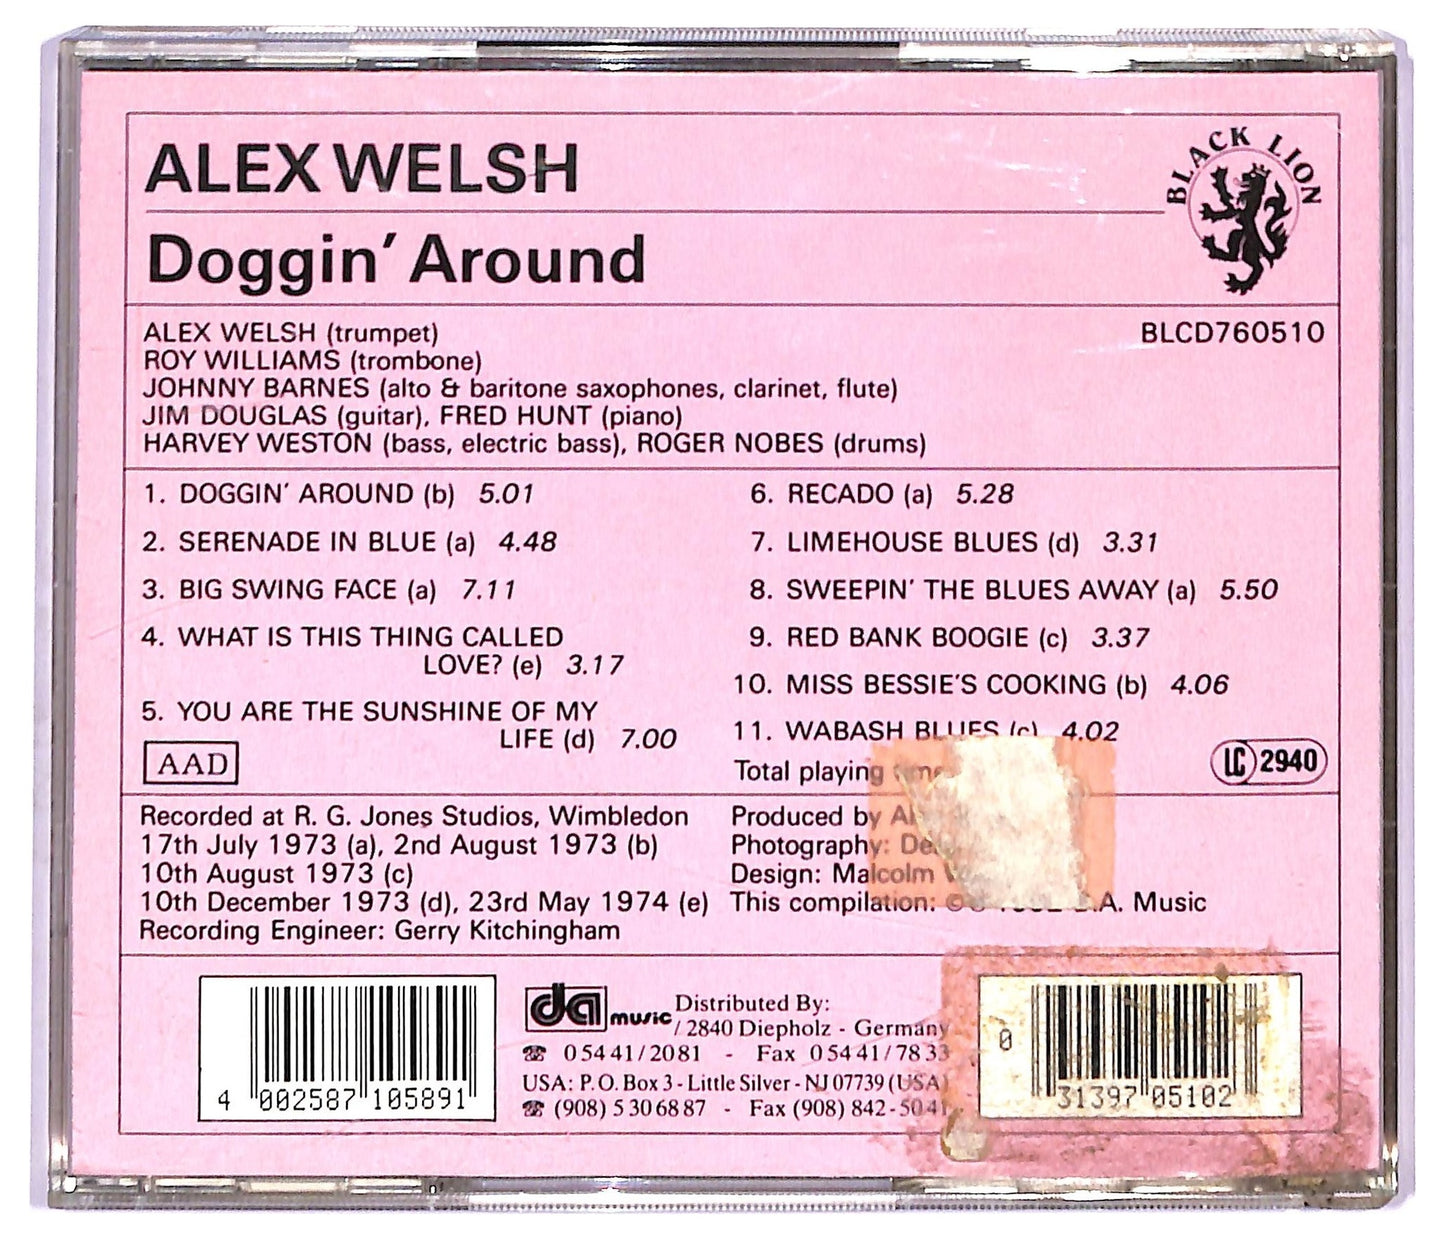 ALEX WELSH
BLACK LION
Doggin' Around
ALEX WELSH (trumpet)
BLCD760510
ROY WILLIAMS (trombone)
JOHNNY BARNES (alto & baritone saxophones, clarinet, flute)
JIM DOUGLAS (guitar), FRED HUNT (piano)
HARVEY WESTON (bass, electric bass), ROGER NOBES (drums)
1. DOGGIN' AROUND (b) 5.01
2. SERENADE IN BLUE (a) 4.48
3. BIG SWING FACE (a) 7.11
4. WHAT IS THIS THING CALLED
LOVE? (e) 3.17
5. YOU ARE THE SUNSHINE OF MY
LIFE (d) 7.00
AAD
6. RECADO (a) 5.28
7. LIMEHOUSE BLUES (d) 3.31
8. SWEEPIN' THE BLUES AWAY (a) 5.50
9. RED BANK BOOGIE (c) 3.37
10. MISS BESSIE'S COOKING (b) 4.06
11. WABASH BLUES (c) 4.02
Total playing time
LC 2940
Recorded at R. G. Jones Studios, Wimbledon
17th July 1973 (a), 2nd August 1973 (b)
10th August 1973 (c)
10th December 1973 (d), 23rd May 1974 (e)
Recording Engineer: Gerry Kitchingham
Produced by
Photography:
Design: Malcolm
This compilation: © D.A. Music
4 002587 105891
da music
Distributed By:
/ 2840 Diepholz - Germany
☎ 05441/2081 - Fax 05441/7833
USA: P.O. Box 3 - Little Silver - NJ 07739 (USA)
☎ (908) 5306887 - Fax (908) 842-5041
0 31397 05102